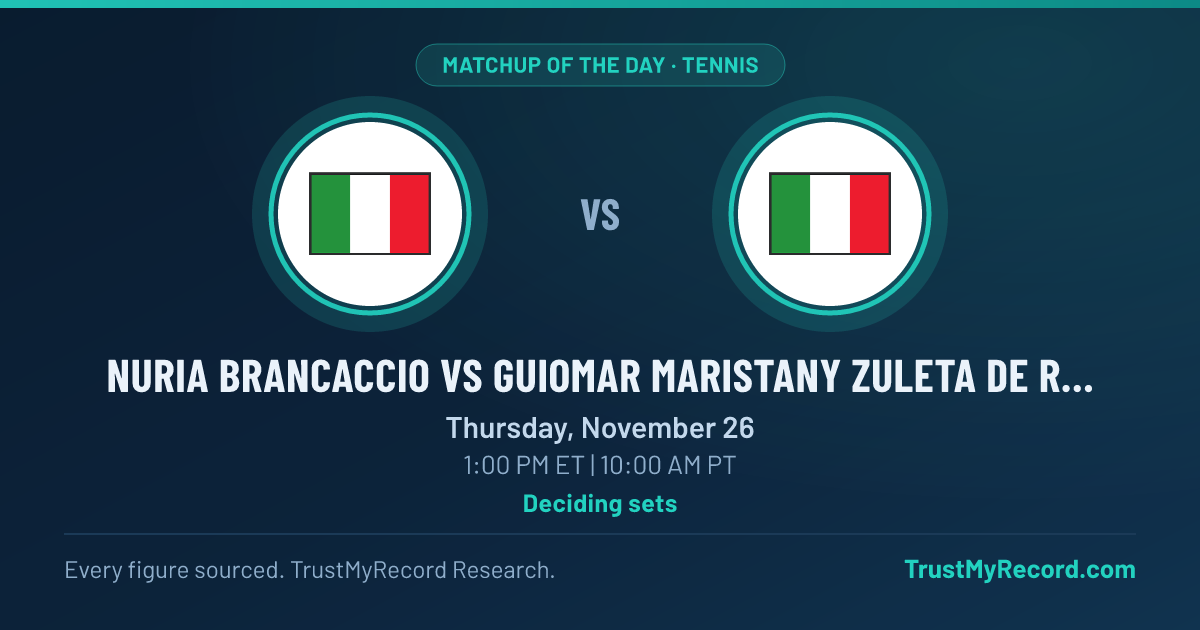 MATCHUP OF THE DAY · TENNIS
VS
NURIA BRANCACCIO VS GUIOMAR MARISTANY ZULETA DE R...
Thursday, November 26
1:00 PM ET | 10:00 AM PT
Deciding sets
Every figure sourced. TrustMyRecord Research.
TrustMyRecord.com